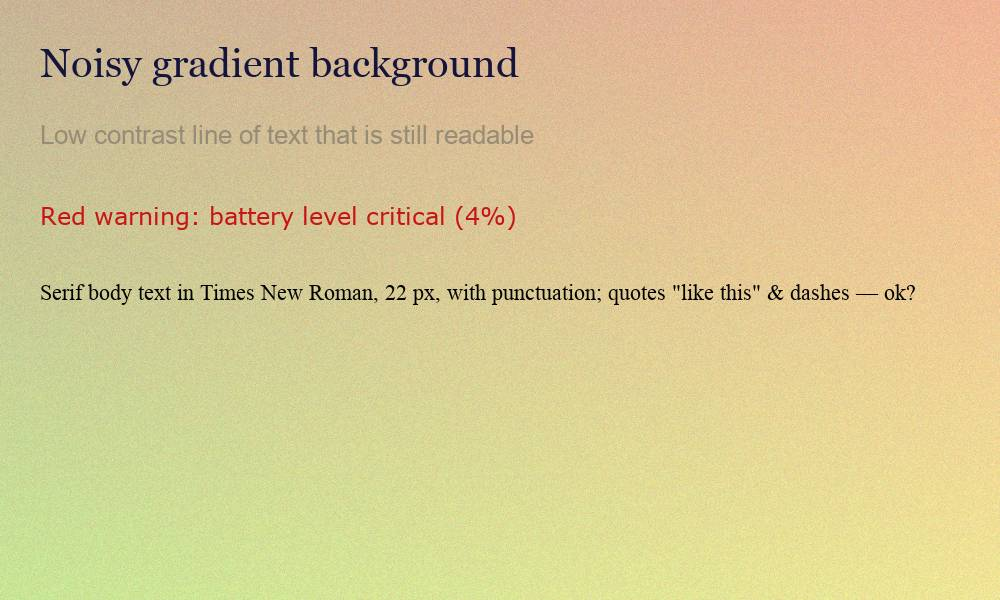 Noisy gradient background
Low contrast line of text that is still readable
Red warning: battery level critical (4%)
Serif body text in Times New Roman, 22 px, with punctuation; quotes "like this" & dashes — ok?